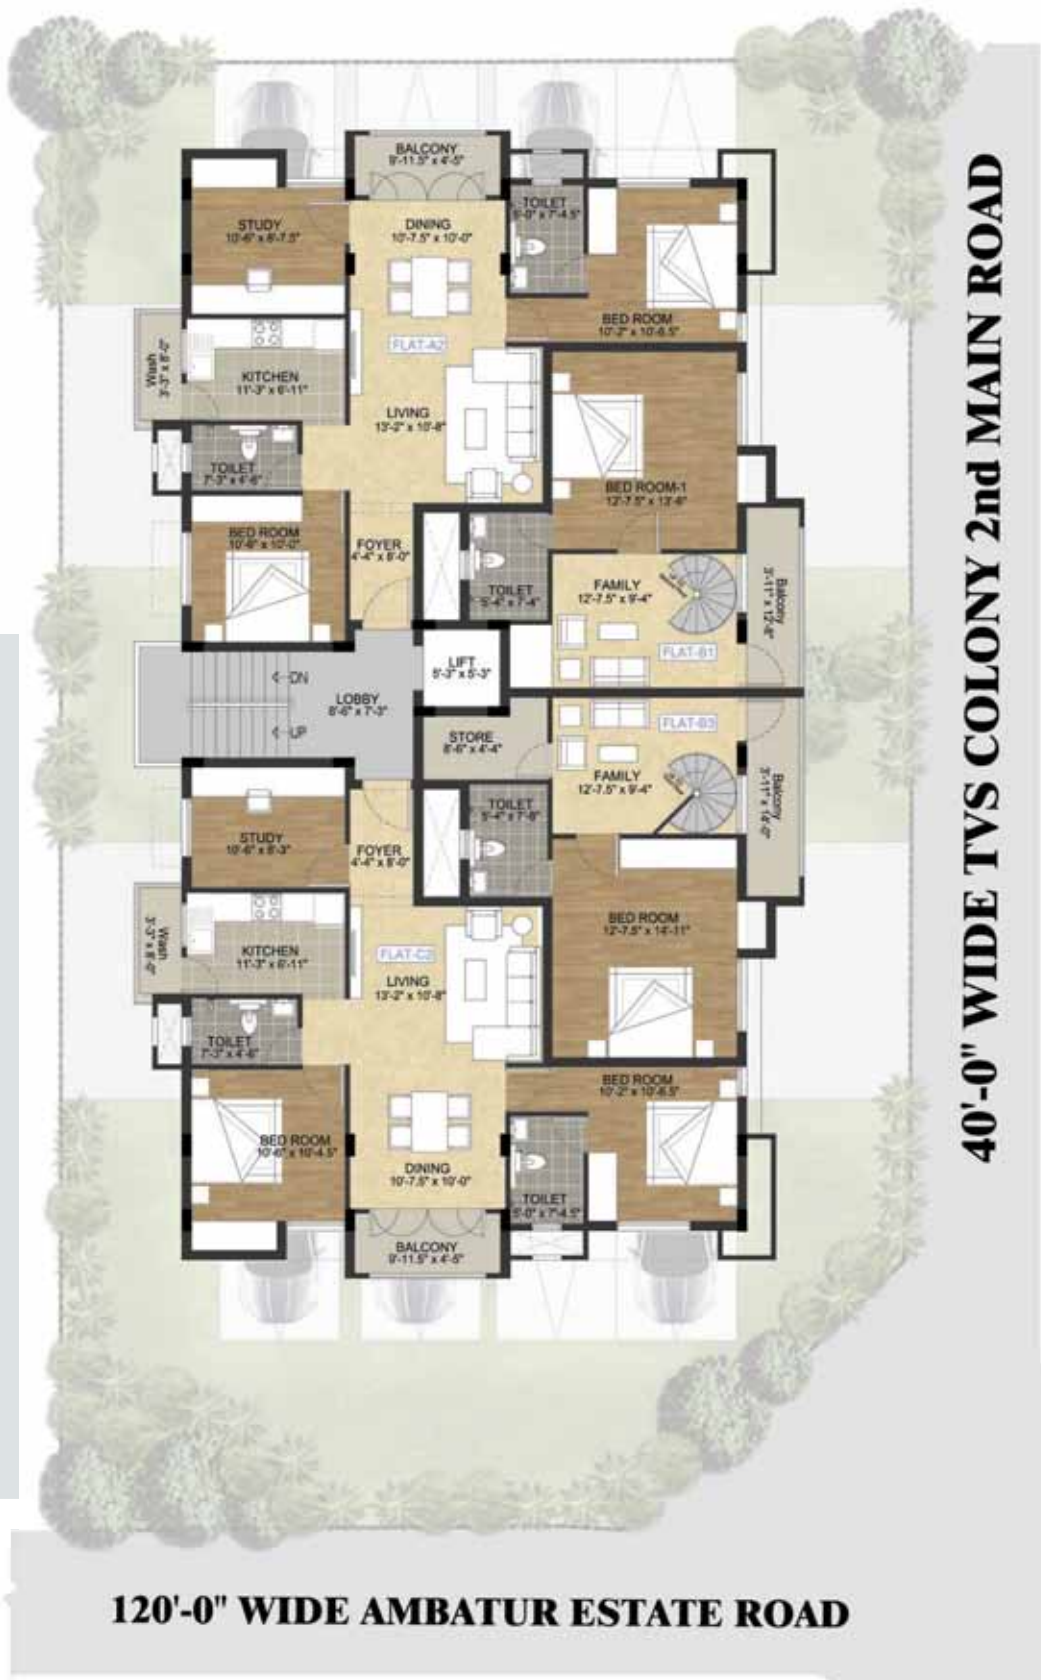 BALCONY
9'-11.5" x 4'-5"
STUDY
10'-6" x 8'-7.5"
DINING
10'-7.5" x 10'-0"
TOILET
5'-0" x 7'-4.5"
BED ROOM
10'-2" x 10'-6.5"
FLAT-A2
Wash
3'-3" x 8'-0"
KITCHEN
11'-3" x 6'-11"
LIVING
13'-2" x 10'-8"
TOILET
7'-3" x 4'-6"
BED ROOM-1
12'-7.5" x 13'-6"
BED ROOM
10'-6" x 10'-0"
FOYER
4'-4" x 8'-0"
TOILET
5'-4" x 7'-4"
FAMILY
12'-7.5" x 9'-4"
Balcony
3'-11" x 12'-8"
FLAT-B1
LIFT
5'-3" x 5'-3"
DN
LOBBY
8'-6" x 7'-3"
UP
STORE
8'-6" x 4'-4"
FLAT-B3
FAMILY
12'-7.5" x 9'-4"
Balcony
3'-11" x 14'-0"
TOILET
5'-4" x 7'-8"
STUDY
10'-6" x 8'-3"
FOYER
4'-4" x 8'-0"
BED ROOM
12'-7.5" x 14'-11"
Wash
3'-3" x 8'-0"
KITCHEN
11'-3" x 6'-11"
FLAT-C2
LIVING
13'-2" x 10'-8"
TOILET
7'-3" x 4'-6"
BED ROOM
10'-2" x 10'-6.5"
BED ROOM
10'-6" x 10'-4.5"
DINING
10'-7.5" x 10'-0"
TOILET
5'-0" x 7'-4.5"
BALCONY
9'-11.5" x 4'-5"
40'-0" WIDE TVS COLONY 2nd MAIN ROAD
120'-0" WIDE AMBATUR ESTATE ROAD